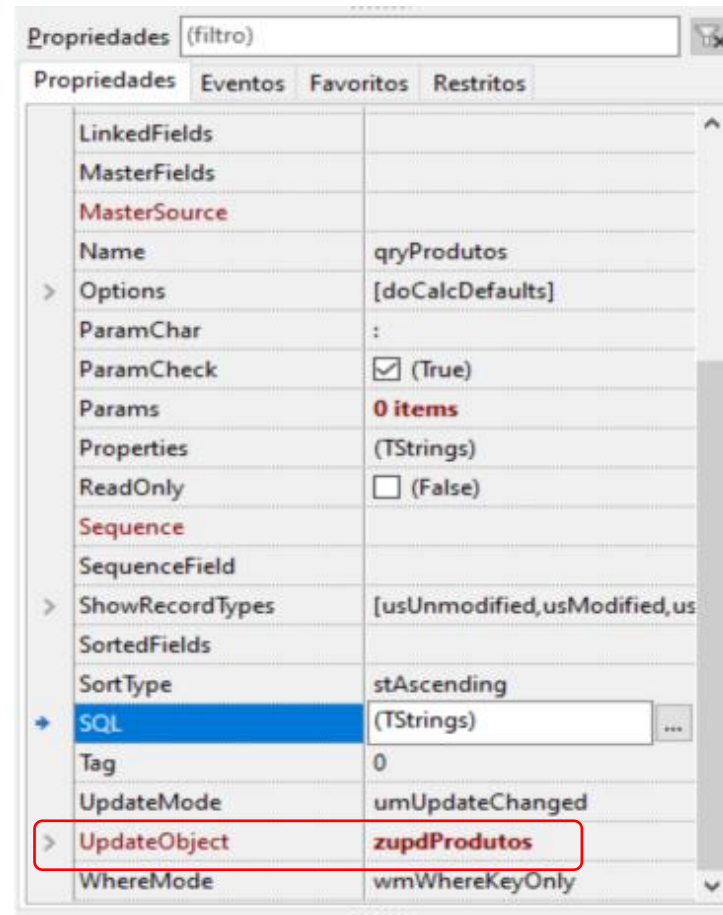 Propriedades (filtro)
Propriedades Eventos Favoritos Restritos
LinkedFields
MasterFields
MasterSource
Name qryProdutos
Options [doCalcDefaults]
ParamChar :
ParamCheck (True)
Params 0 items
Properties (TStrings)
ReadOnly (False)
Sequence
SequenceField
ShowRecordTypes [usUnmodified,usModified,us
SortedFields
SortType stAscending
SQL (TStrings) ...
Tag 0
UpdateMode umUpdateChanged
UpdateObject zupdProdutos
WhereMode wmWhereKeyOnly